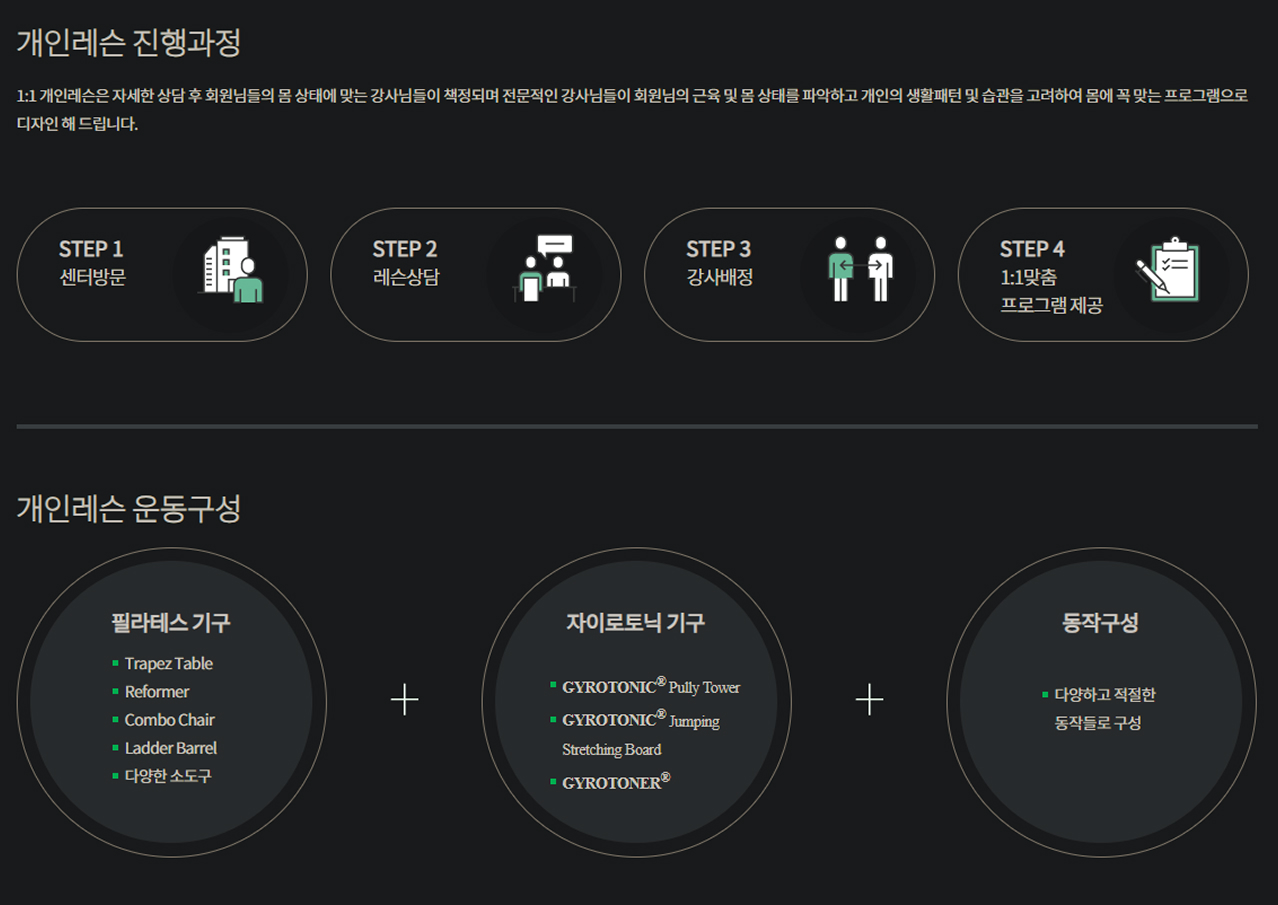 개인레슨 진행과정
1:1 개인레슨은 자세한 상담 후 회원님들의 몸 상태에 맞는 강사님들이 책정되며 전문적인 강사님들이 회원님의 근육 및 몸 상태를 파악하고 개인의 생활패턴 및 습관을 고려하여 몸에 꼭 맞는 프로그램으로
디자인 해 드립니다.
STEP 1
센터방문
STEP 2
레슨상담
STEP 3
강사배정
STEP 4
1:1맞춤
프로그램 제공
개인레슨 운동구성
필라테스 기구
Trapez Table
Reformer
Combo Chair
Ladder Barrel
다양한 소도구
+
자이로토닉 기구
GYROTONIC® Pully Tower
GYROTONIC® Jumping
Stretching Board
GYROTONER®
+
동작구성
다양하고 적절한
동작들로 구성